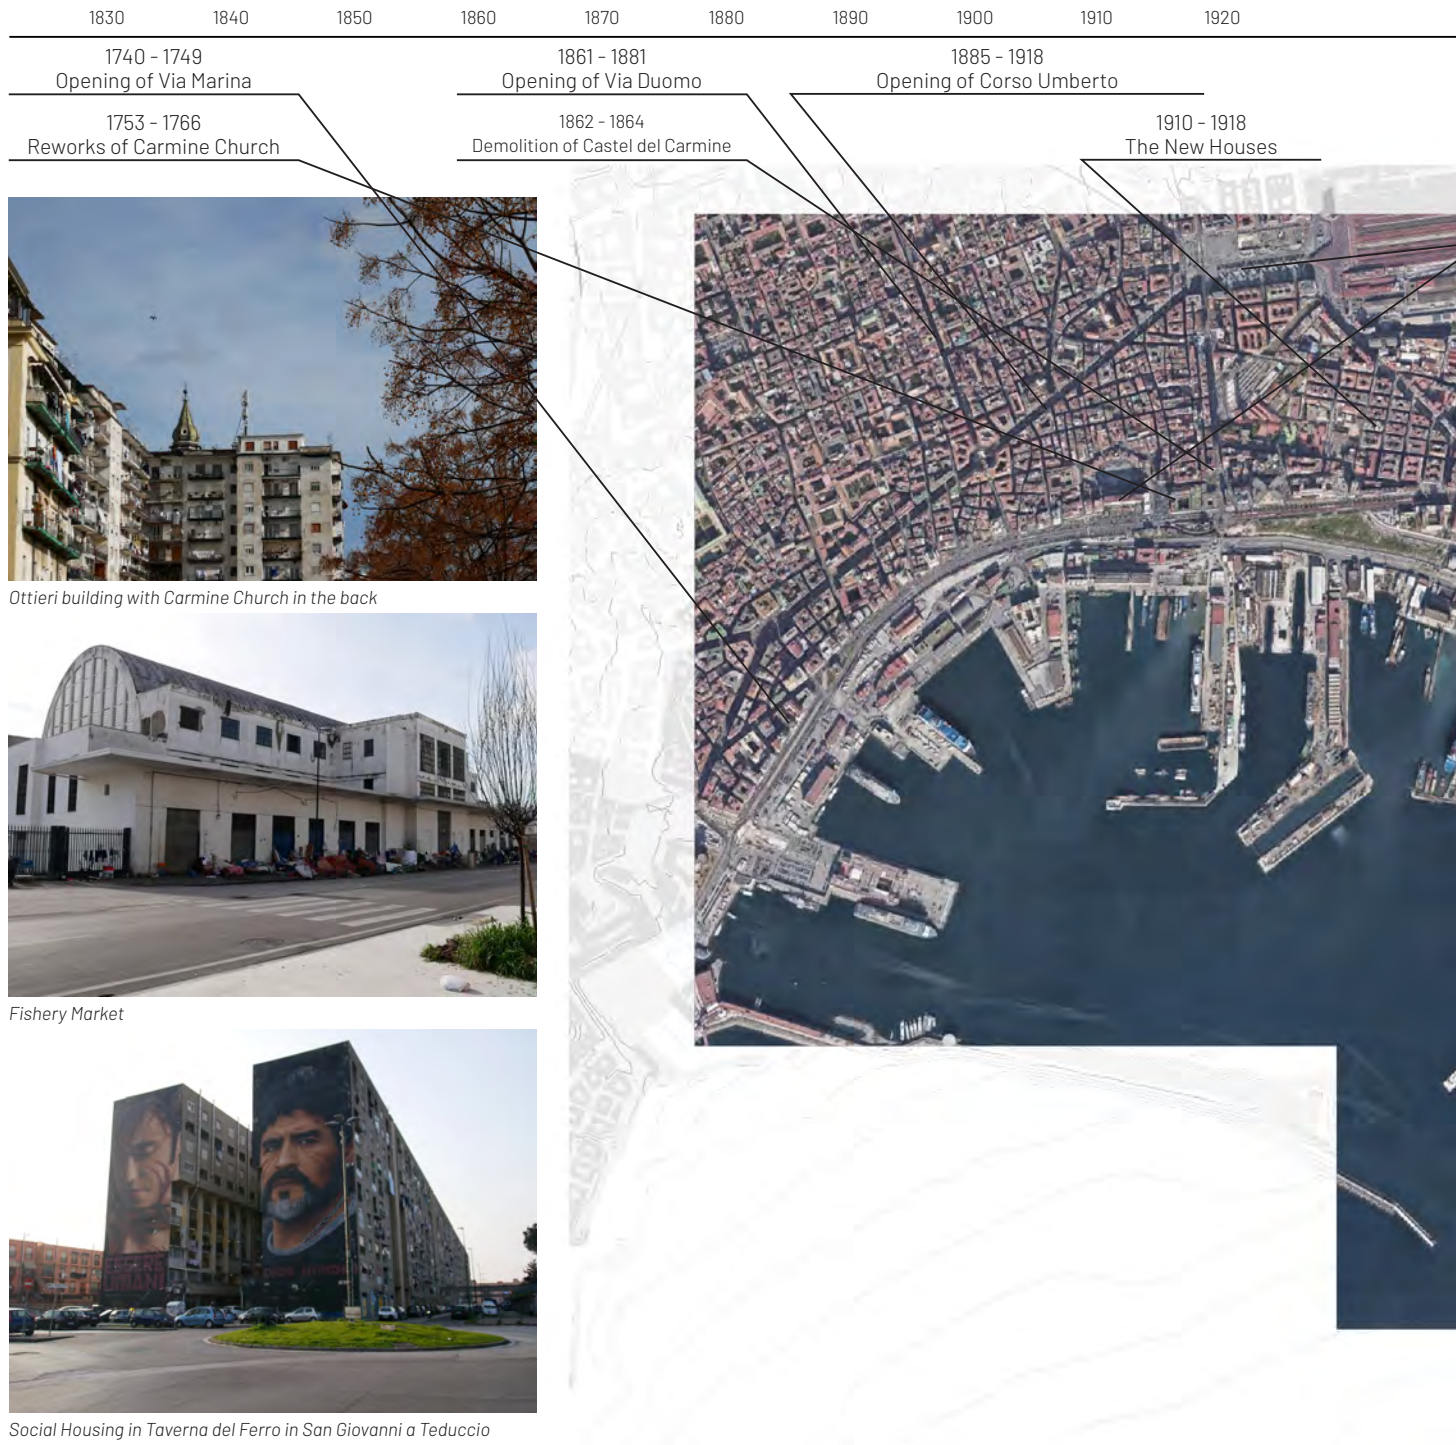 1830 1840 1850 1860 1870 1880 1890 1900 1910 1920
1740 - 1749
Opening of Via Marina
1753 - 1766
Reworks of Carmine Church
1861 - 1881
Opening of Via Duomo
1862 - 1864
Demolition of Castel del Carmine
1885 - 1918
Opening of Corso Umberto
1910 - 1918
The New Houses
Ottieri building with Carmine Church in the back
Fishery Market
Social Housing in Taverna del Ferro in San Giovanni a Teduccio